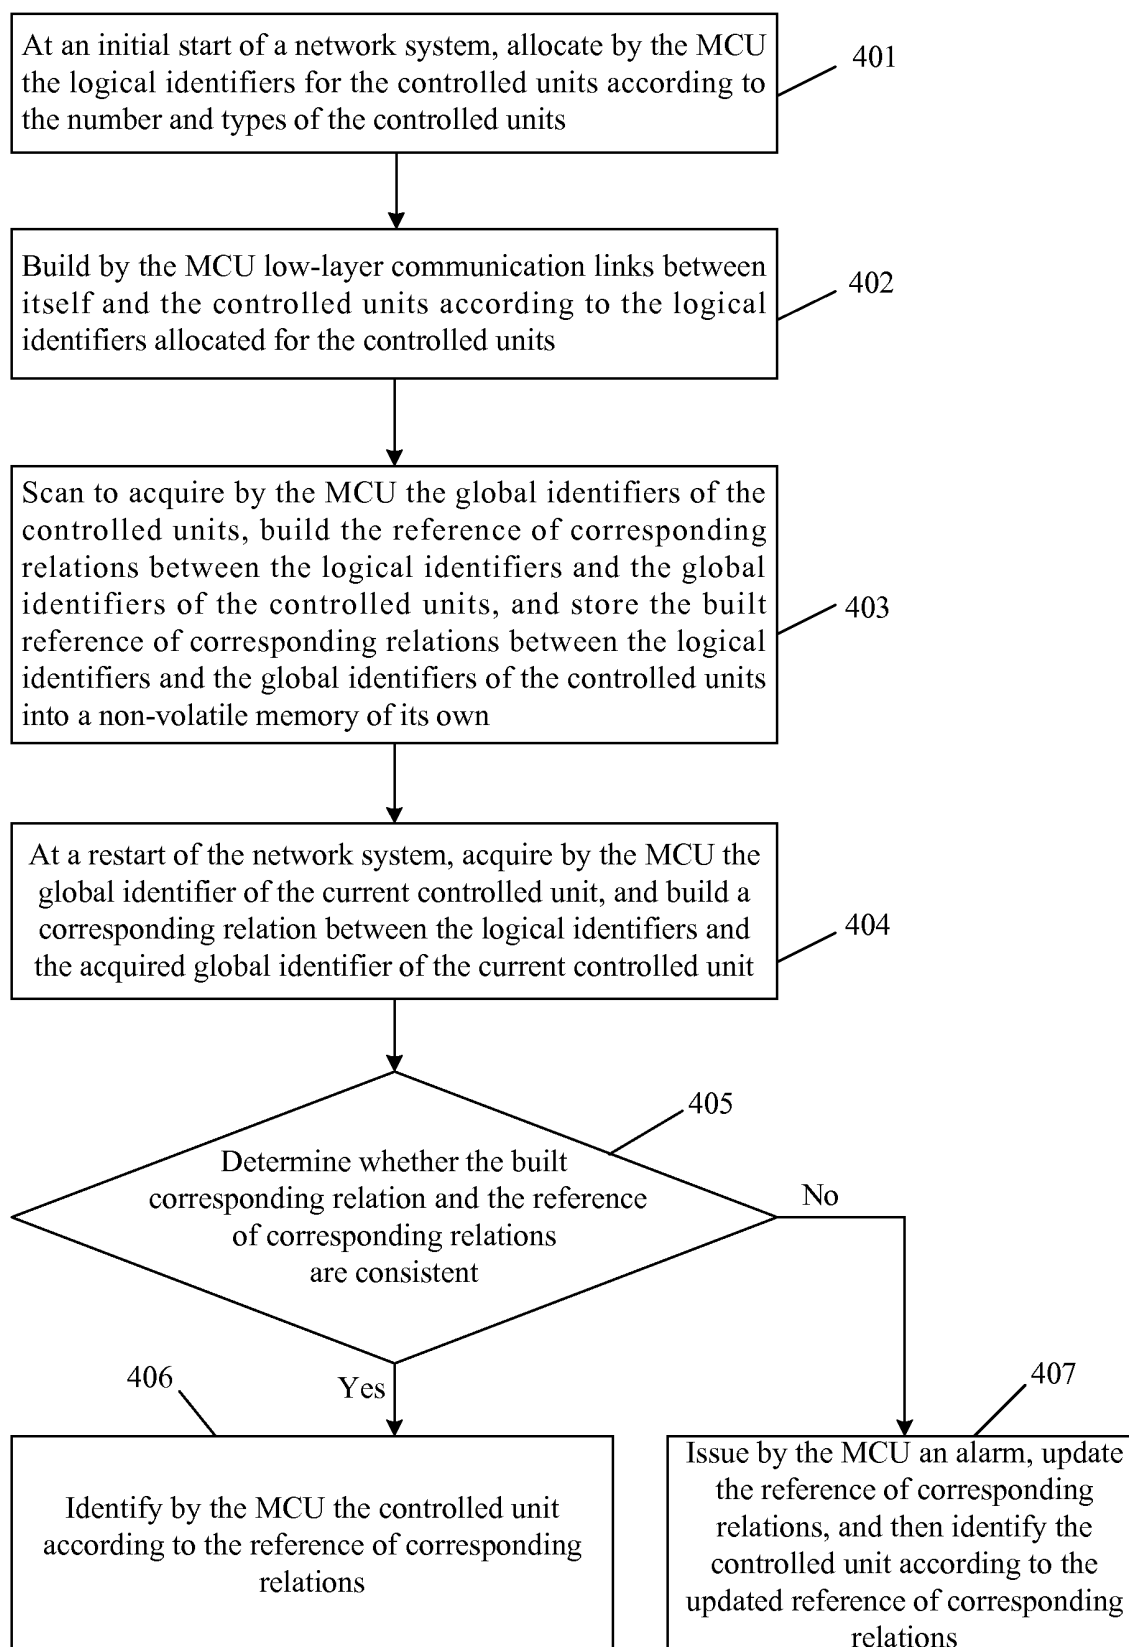 At an initial start of a network system, allocate by the MCU
the logical identifiers for the controlled units according to
the number and types of the controlled units
401
Build by the MCU low-layer communication links between
itself and the controlled units according to the logical
identifiers allocated for the controlled units
402
Scan to acquire by the MCU the global identifiers of the
controlled units, build the reference of corresponding
relations between the logical identifiers and the global
identifiers of the controlled units, and store the built
reference of corresponding relations between the logical
identifiers and the global identifiers of the controlled units
into a non-volatile memory of its own
403
At a restart of the network system, acquire by the MCU the
global identifier of the current controlled unit, and build a
corresponding relation between the logical identifiers and
the acquired global identifier of the current controlled unit
404
405
Determine whether the built
corresponding relation and the reference
of corresponding relations
are consistent
No
Yes
406
Identify by the MCU the controlled unit
according to the reference of corresponding
relations
407
Issue by the MCU an alarm, update
the reference of corresponding
relations, and then identify the
controlled unit according to the
updated reference of corresponding
relations